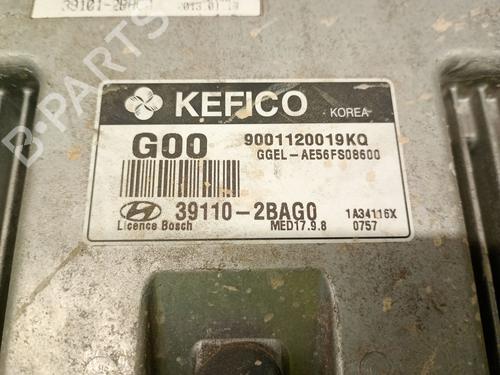 KEFICO KOREA
G00 9001120019KQ
GGEL-AE56FS08600
39110-2BAG0 1A34116X
Licence Bosch MED17.9.8 0757
B-PARTS